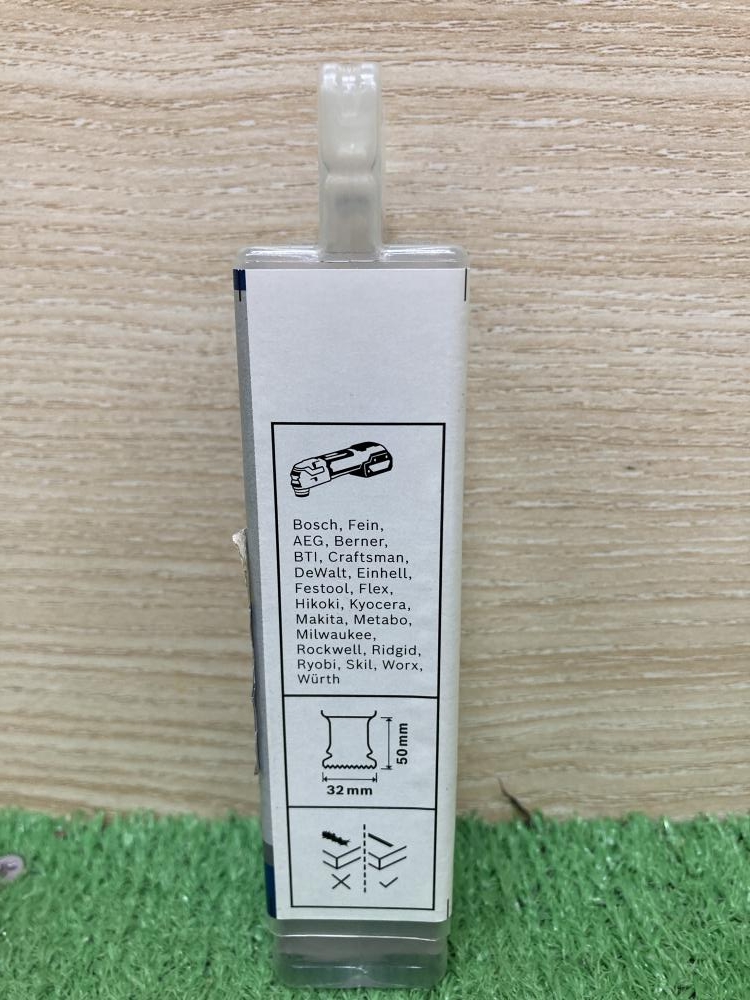 Bosch, Fein,
AEG, Berner,
BTI, Craftsman,
DeWalt, Einhell,
Festool, Flex,
Hikoki, Kyocera,
Makita, Metabo,
Milwaukee,
Rockwell, Ridgid,
Ryobi, Skil, Worx,
Würth
50 mm
32 mm